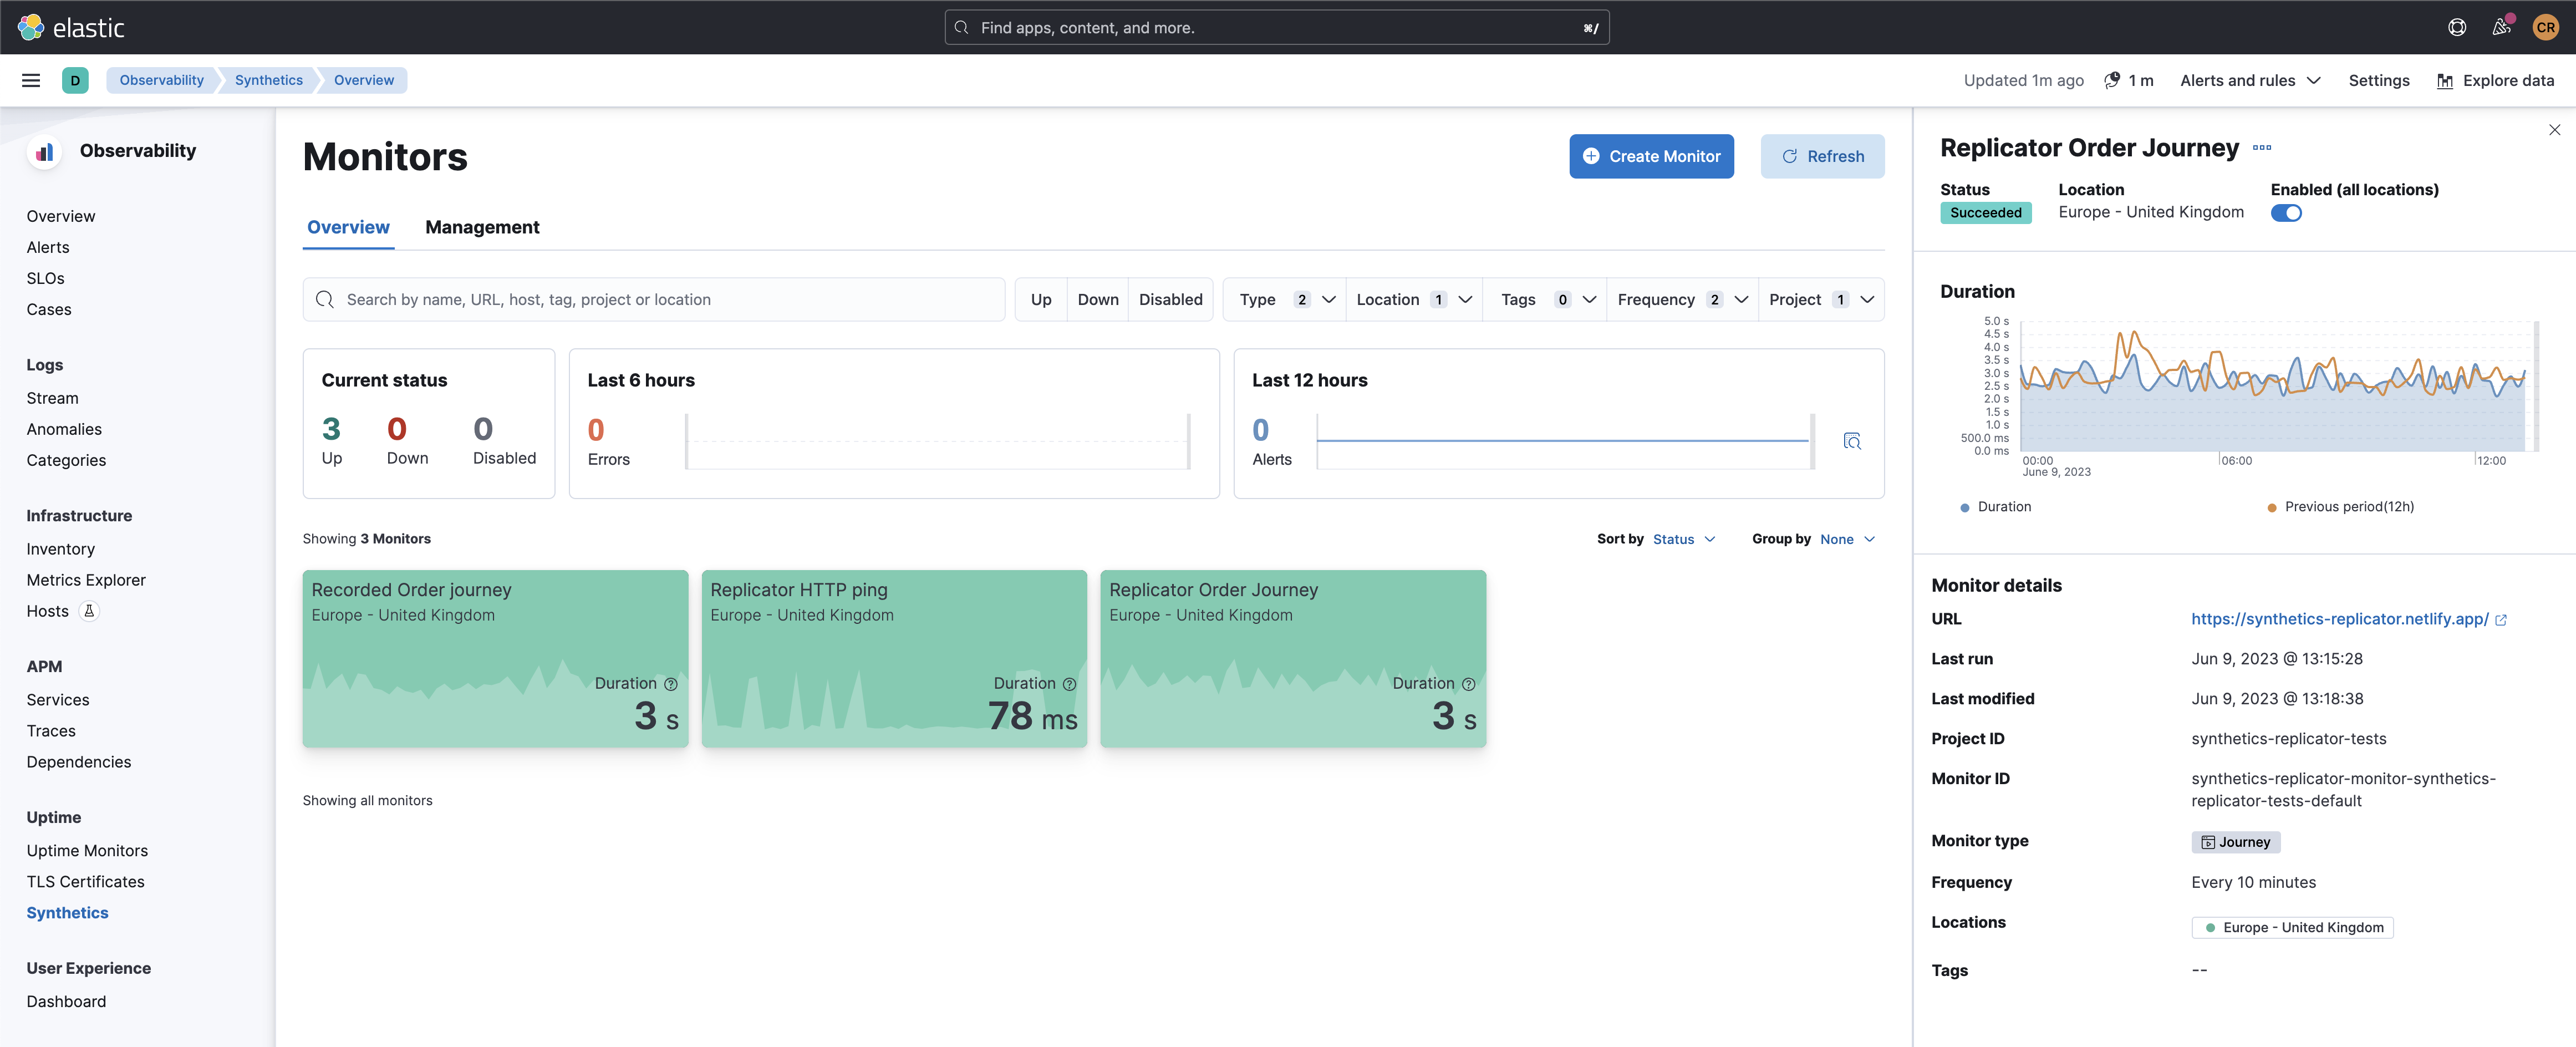 elastic
Find apps, content, and more.
⌘/
CR
D
Observability
Synthetics
Overview
Updated 1m ago
1 m
Alerts and rules
Settings
Explore data
Observability
Overview
Alerts
SLOs
Cases
Logs
Stream
Anomalies
Categories
Infrastructure
Inventory
Metrics Explorer
Hosts
APM
Services
Traces
Dependencies
Uptime
Uptime Monitors
TLS Certificates
Synthetics
User Experience
Dashboard
Monitors
Create Monitor
Refresh
Overview
Management
Search by name, URL, host, tag, project or location
Up
Down
Disabled
Type 2
Location 1
Tags 0
Frequency 2
Project 1
Current status
3
Up
0
Down
0
Disabled
Last 6 hours
0
Errors
Last 12 hours
0
Alerts
Showing 3 Monitors
Sort by Status
Group by None
Recorded Order journey
Europe - United Kingdom
Duration
3 s
Replicator HTTP ping
Europe - United Kingdom
Duration
78 ms
Replicator Order Journey
Europe - United Kingdom
Duration
3 s
Showing all monitors
Replicator Order Journey
Status
Succeeded
Location
Europe - United Kingdom
Enabled (all locations)
Duration
5.0 s
4.5 s
4.0 s
3.5 s
3.0 s
2.5 s
2.0 s
1.5 s
1.0 s
500.0 ms
0.0 ms
00:00
June 9, 2023
06:00
12:00
Duration
Previous period(12h)
Monitor details
URL
https://synthetics-replicator.netlify.app/
Last run
Jun 9, 2023 @ 13:15:28
Last modified
Jun 9, 2023 @ 13:18:38
Project ID
synthetics-replicator-tests
Monitor ID
synthetics-replicator-monitor-synthetics-
replicator-tests-default
Monitor type
Journey
Frequency
Every 10 minutes
Locations
Europe - United Kingdom
Tags
--